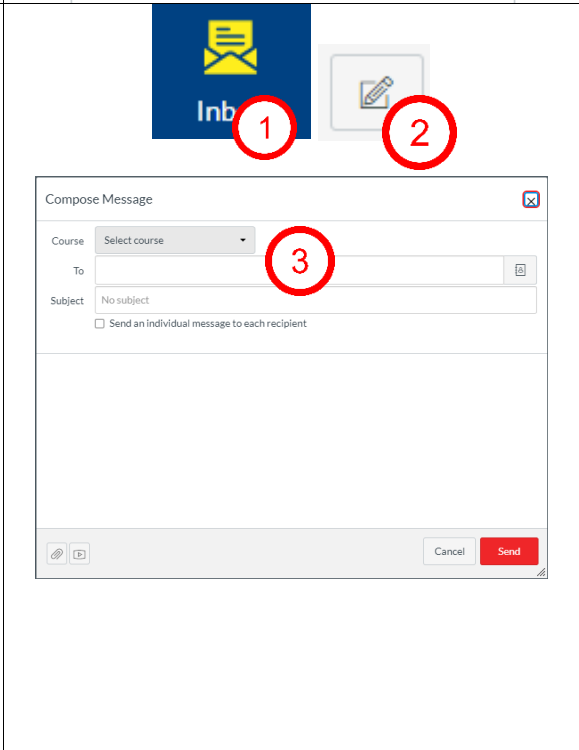 Inb
1
2
Compose Message
Course Select course
3
To
Subject No subject
Send an individual message to each recipient
Cancel Send